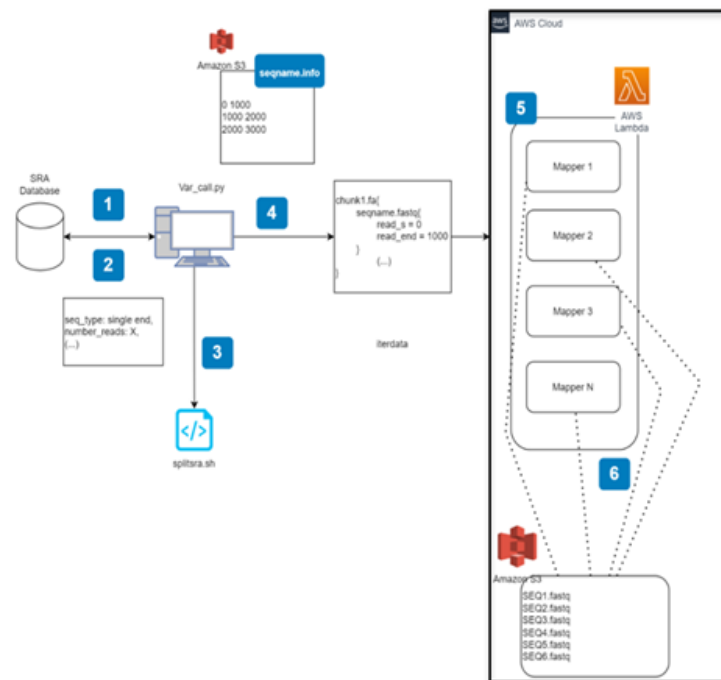 aws AWS Cloud
Amazon S3
seqname.info
0 1000
1000 2000
2000 3000
5
AWS
Lambda
SRA
Database
1
Var_call.py
4
2
chunk1.fa{
seqname.fastq{
read_s = 0
read_end = 1000
}
(...)
}
Mapper 1
Mapper 2
Mapper 3
Mapper N
seq_type: single end,
number_reads: X,
(...)
3
iterdata
</>
splitsra.sh
6
Amazon S3
SEQ1.fastq
SEQ2.fastq
SEQ3.fastq
SEQ4.fastq
SEQ5.fastq
SEQ6.fastq